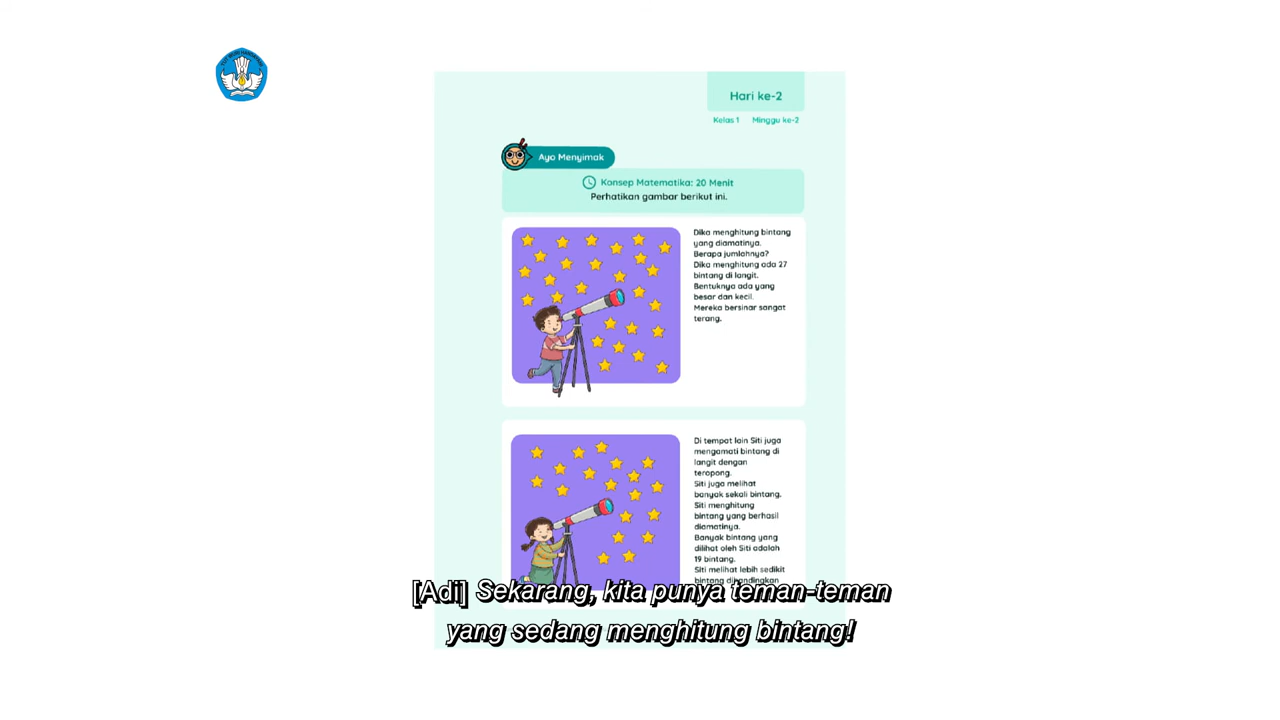 Hari ke-2
Kelas 1 Minggu ke-2
Ayo Menyimak
Konsep Matematika: 20 Menit
Perhatikan gambar berikut ini.
Dika menghitung bintang
yang diamatinya.
Berapa jumlahnya?
Dika menghitung ada 27
bintang di langit.
Bentuknya ada yang
besar dan kecil.
Mereka bersinar sangat
terang.
Di tempat lain Siti juga
mengamati bintang di
langit dengan
teropong.
Siti juga melihat
banyak sekali bintang.
Siti menghitung
bintang yang berhasil
diamatinya.
Banyak bintang yang
dilihat oleh Siti adalah
19 bintang.
Siti melihat lebih sedikit
bintang dibandingkan
[Adi] Sekarang, kita punya teman-teman
yang sedang menghitung bintang!